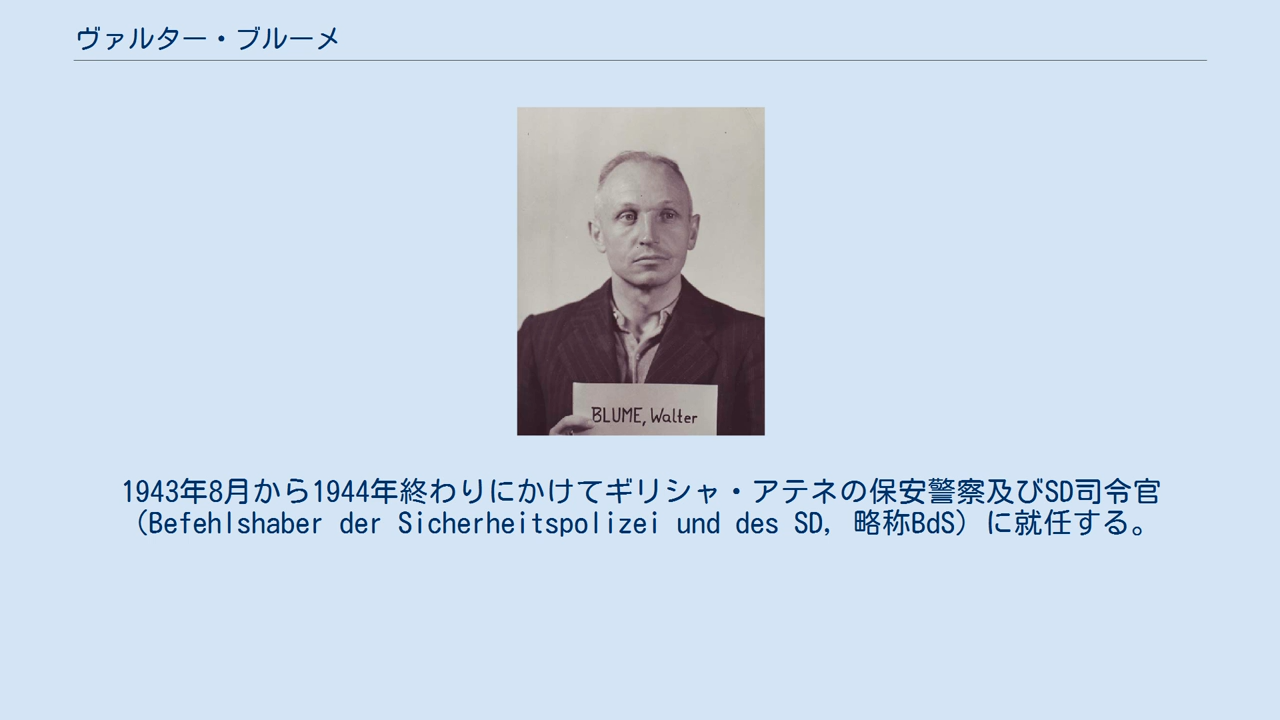 ヴァルター・ブルーメ
BLUME, Walter
1943年8月から1944年終わりにかけてギリシャ・アテネの保安警察及びSD司令官
（Befehlshaber der Sicherheitspolizei und des SD, 略称BdS）に就任する。